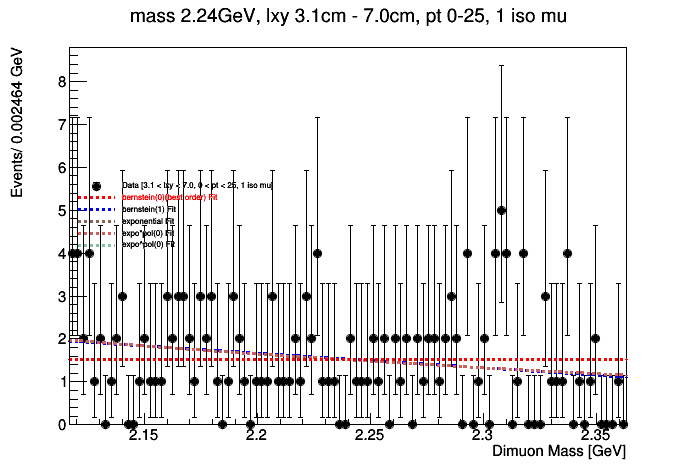 mass 2.24GeV, lxy 3.1cm - 7.0cm, pt 0-25, 1 iso mu
Events/ 0.002464 GeV
8
7
6
5
4
3
2
1
0
Data [3.1 < lxy < 7.0, 0 < pt < 25, 1 iso mu]
bernstein(0)(best order) Fit
bernstein(1) Fit
exponential Fit
expo*pol(0) Fit
expo^pol(0) Fit
2.15 2.2 2.25 2.3 2.35
Dimuon Mass [GeV]